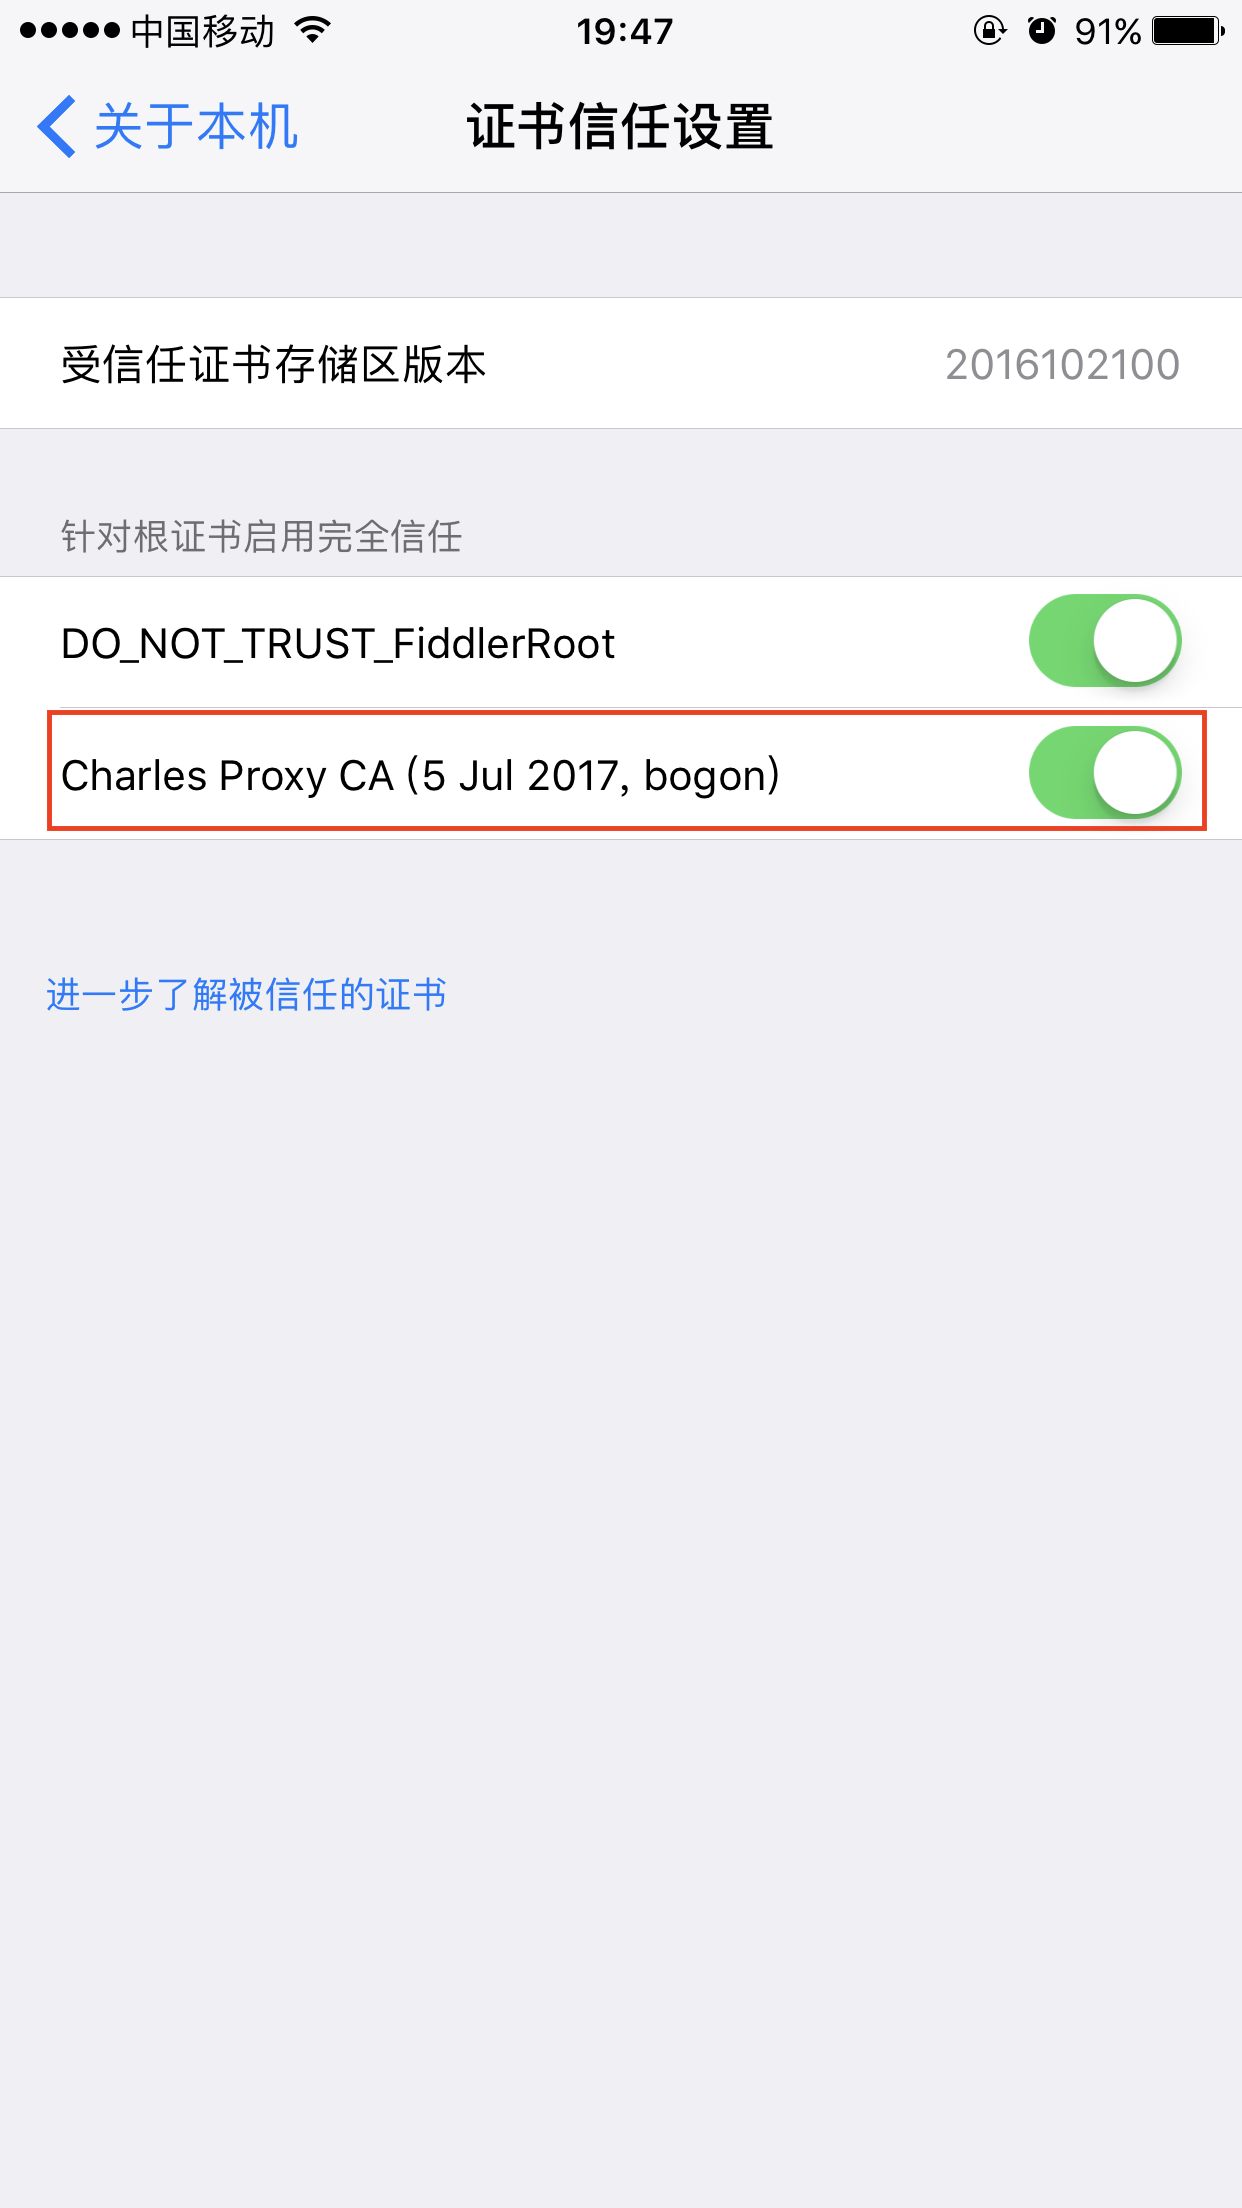 中国移动 19:47 91%
关于本机 证书信任设置
受信任证书存储区版本 2016102100
针对根证书启用完全信任
DO_NOT_TRUST_FiddlerRoot
Charles Proxy CA (5 Jul 2017, bogon)
进一步了解被信任的证书